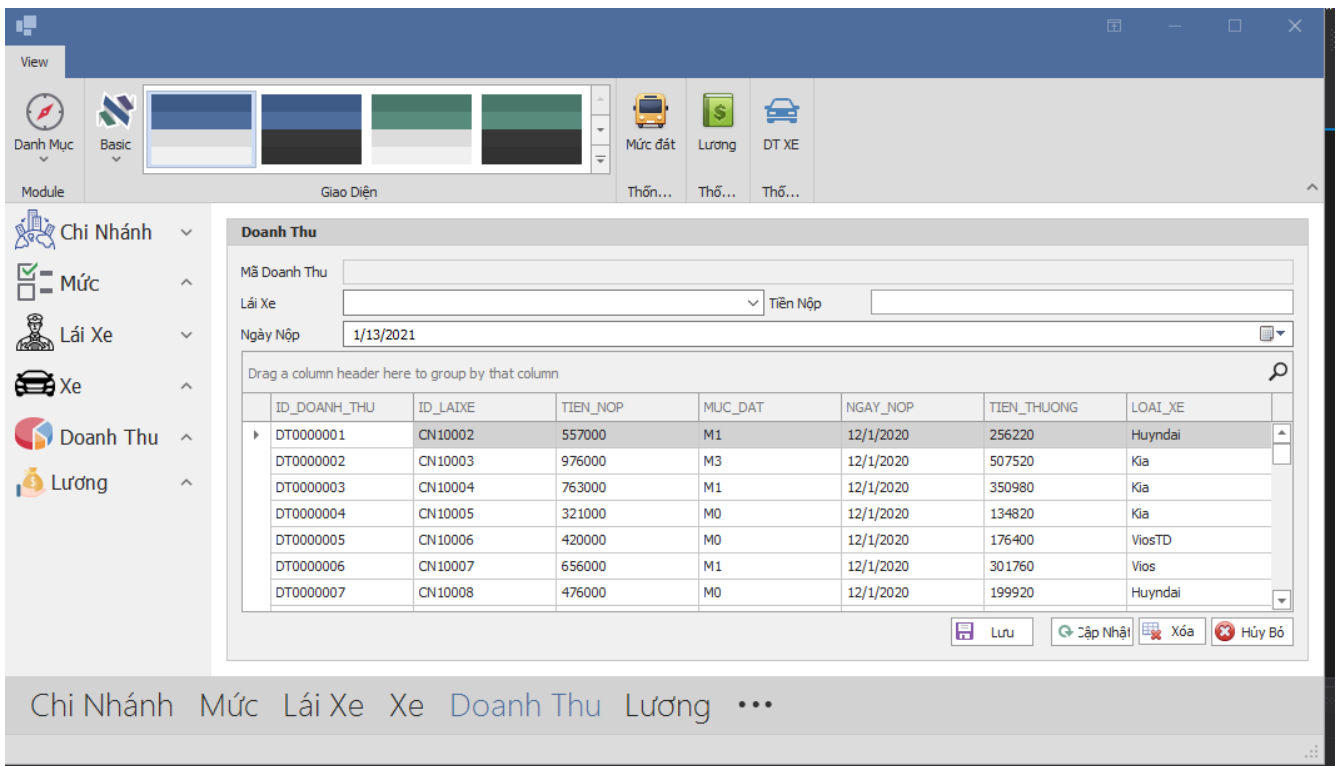 View
Danh Mục
Basic
Mức đát
Lương
DT XE
Module
Giao Diện
Thốn...
Thố...
Thố...
Chi Nhánh
Mức
Lái Xe
Xe
Doanh Thu
Lương
Doanh Thu
Mã Doanh Thu
Lái Xe
Tiền Nộp
Ngày Nộp 1/13/2021
Drag a column header here to group by that column
ID_DOANH_THU ID_LAIXE TIEN_NOP MUC_DAT NGAY_NOP TIEN_THUONG LOAI_XE
DT0000001 CN10002 557000 M1 12/1/2020 256220 Huyndai
DT0000002 CN10003 976000 M3 12/1/2020 507520 Kia
DT0000003 CN10004 763000 M1 12/1/2020 350980 Kia
DT0000004 CN10005 321000 M0 12/1/2020 134820 Kia
DT0000005 CN10006 420000 M0 12/1/2020 176400 ViosTD
DT0000006 CN10007 656000 M1 12/1/2020 301760 Vios
DT0000007 CN10008 476000 M0 12/1/2020 199920 Huyndai
Lưu
Cập Nhật
Xóa
Hủy Bỏ
Chi Nhánh Mức Lái Xe Xe Doanh Thu Lương •••